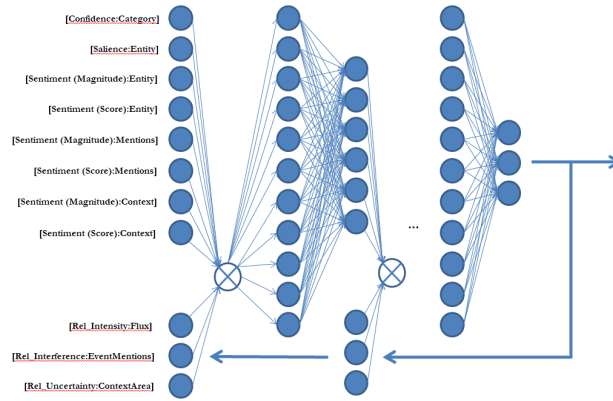 [Confidence:Category]
[Salience:Entity]
[Sentiment (Magnitude):Entity]
[Sentiment (Score):Entity]
[Sentiment (Magnitude):Mentions]
[Sentiment (Score):Mentions]
[Sentiment (Magnitude):Context]
[Sentiment (Score):Context]
...
[Rel_Intensity:Flux]
[Rel_Interference:EventMentions]
[Rel_Uncertainty:ContextArea]